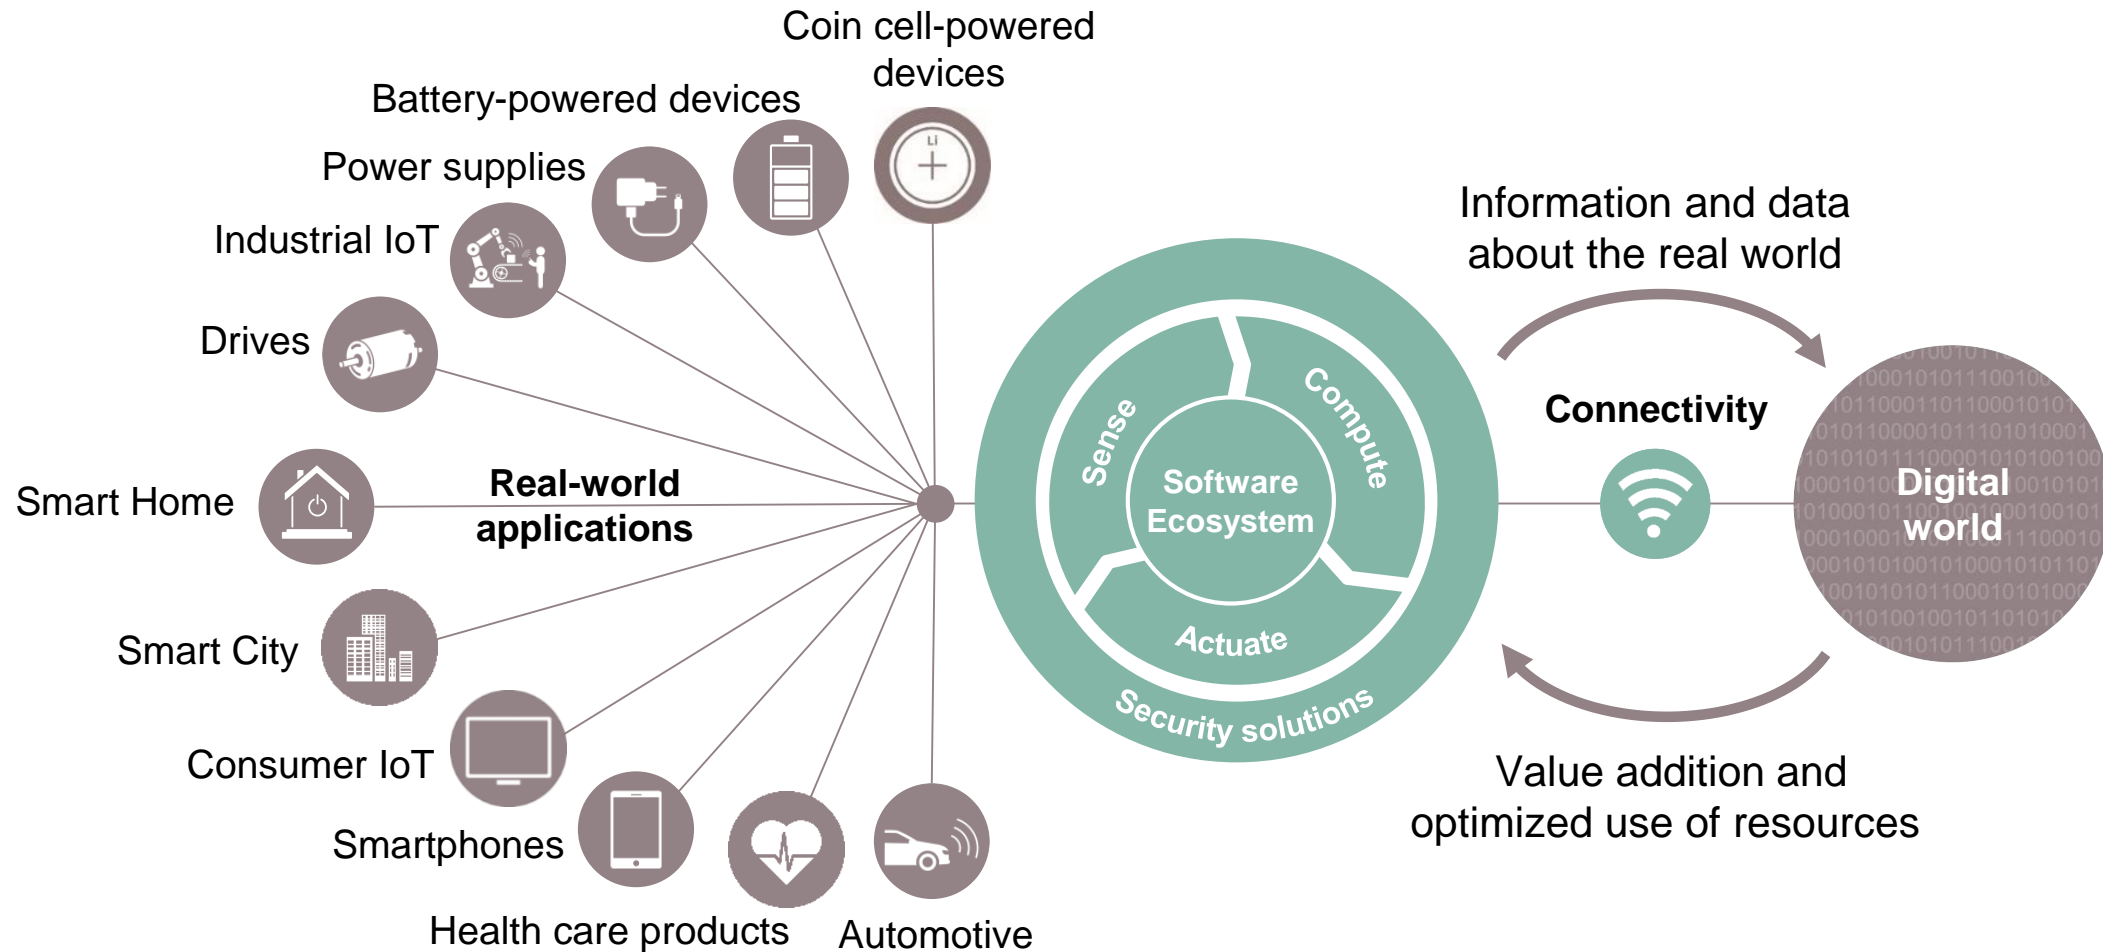 Coin cell-powered
devices
Battery-powered devices
Power supplies
Industrial IoT
Drives
Smart Home
Smart City
Consumer IoT
Smartphones
Health care products
Automotive
Real-world
applications
Li
Sense
Compute
Actuate
Software
Ecosystem
Security solutions
Information and data
about the real world
Connectivity
Digital
world
Value addition and
optimized use of resources